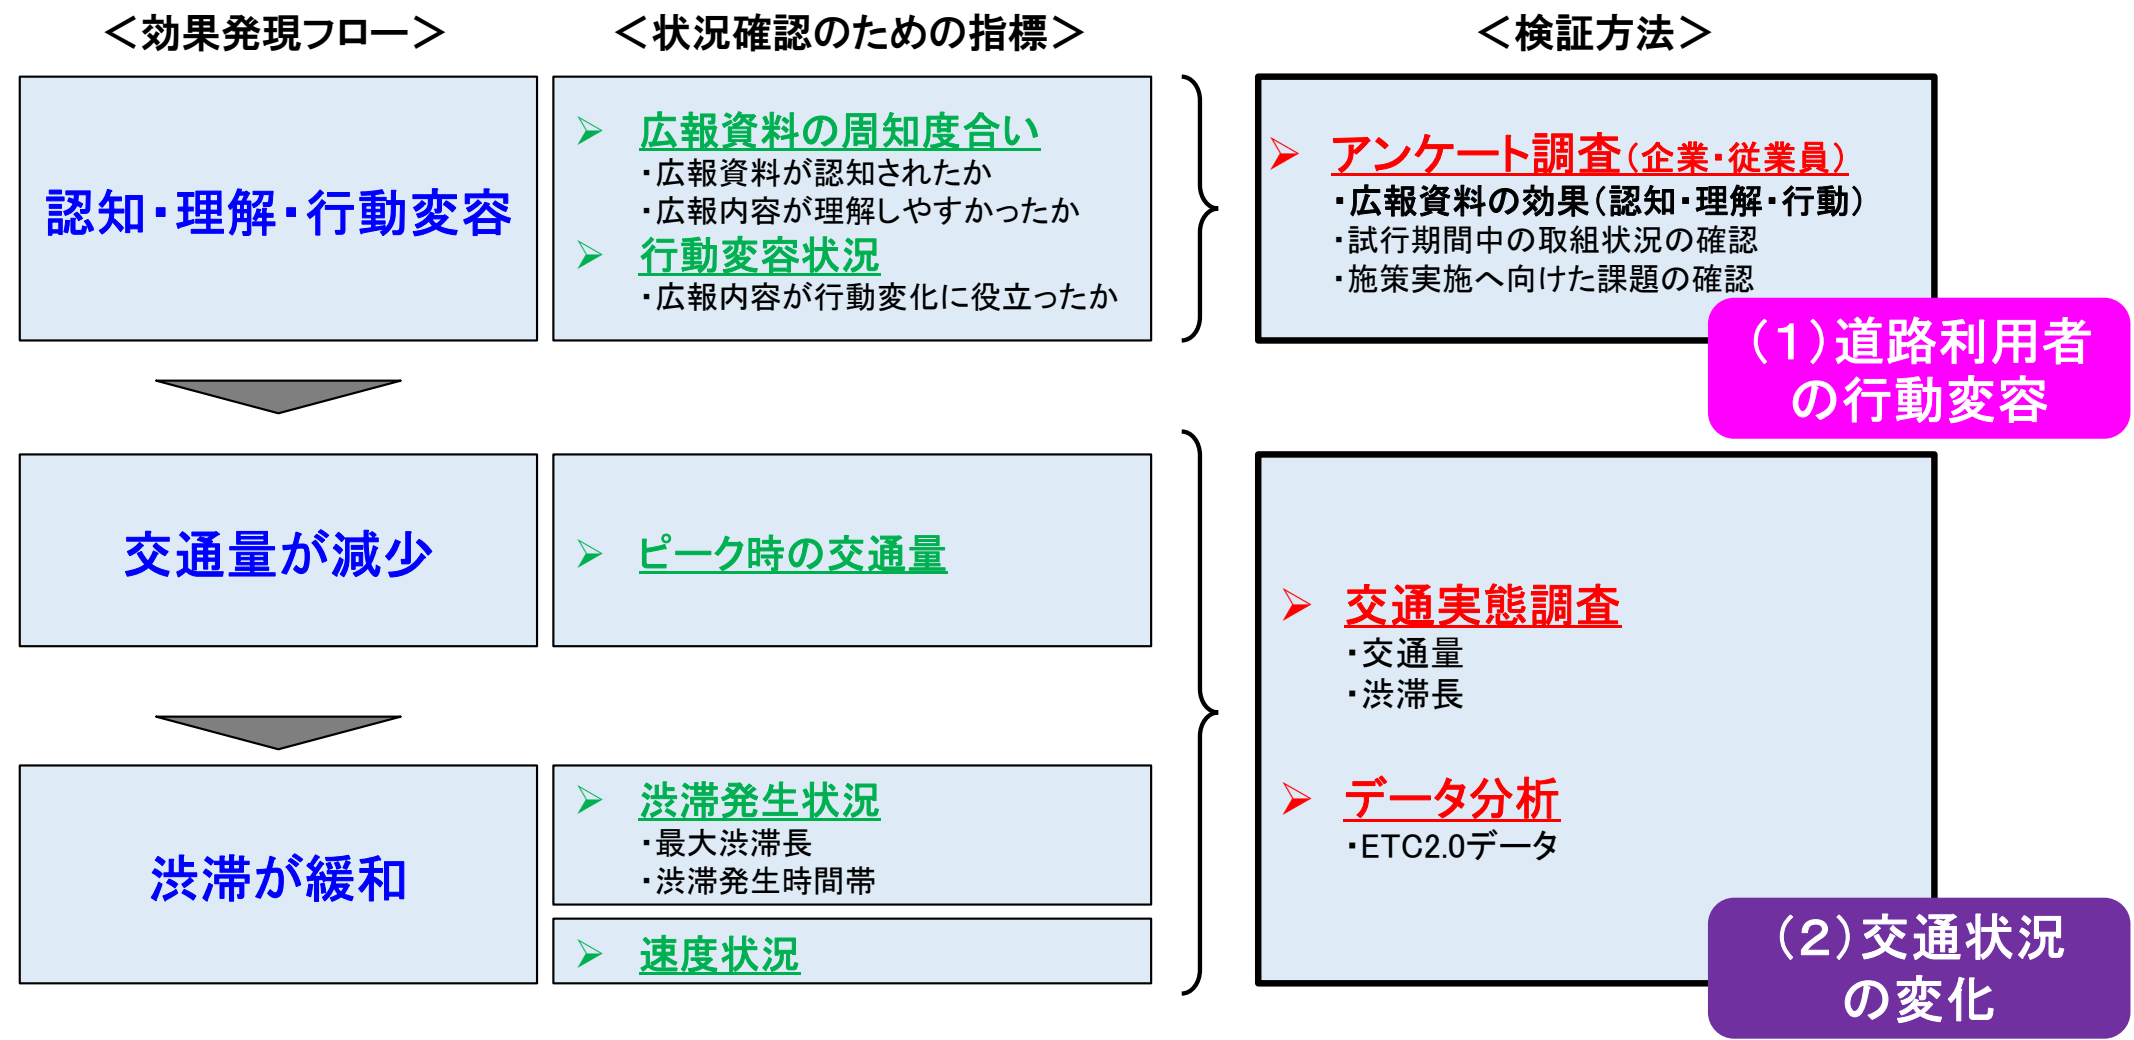 ＜効果発現フロー＞
＜状況確認のための指標＞
＜検証方法＞
認知・理解・行動変容
➢ 広報資料の周知度合い
・広報資料が認知されたか
・広報内容が理解しやすかったか
➢ 行動変容状況
・広報内容が行動変化に役立ったか
➢ アンケート調査（企業・従業員）
・広報資料の効果（認知・理解・行動）
・試行期間中の取組状況の確認
・施策実施へ向けた課題の確認
（１）道路利用者
の行動変容
交通量が減少
➢ ピーク時の交通量
渋滞が緩和
➢ 渋滞発生状況
・最大渋滞長
・渋滞発生時間帯
➢ 速度状況
➢ 交通実態調査
・交通量
・渋滞長
➢ データ分析
・ETC2.0データ
（２）交通状況
の変化